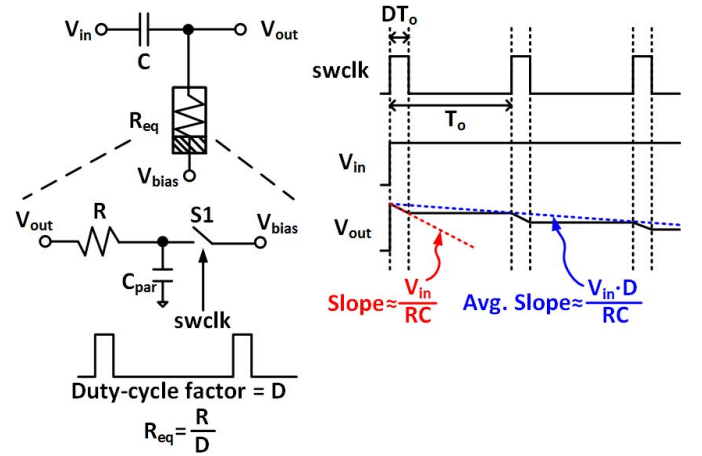 V_in
V_out
C
R_eq
V_bias
V_out
R
S1
V_bias
C_par
swclk
Duty-cycle factor = D
R_eq = R/D
DT_o
swclk
T_o
V_in
V_out
Slope≈ V_in/RC
Avg. Slope≈ V_in·D/RC